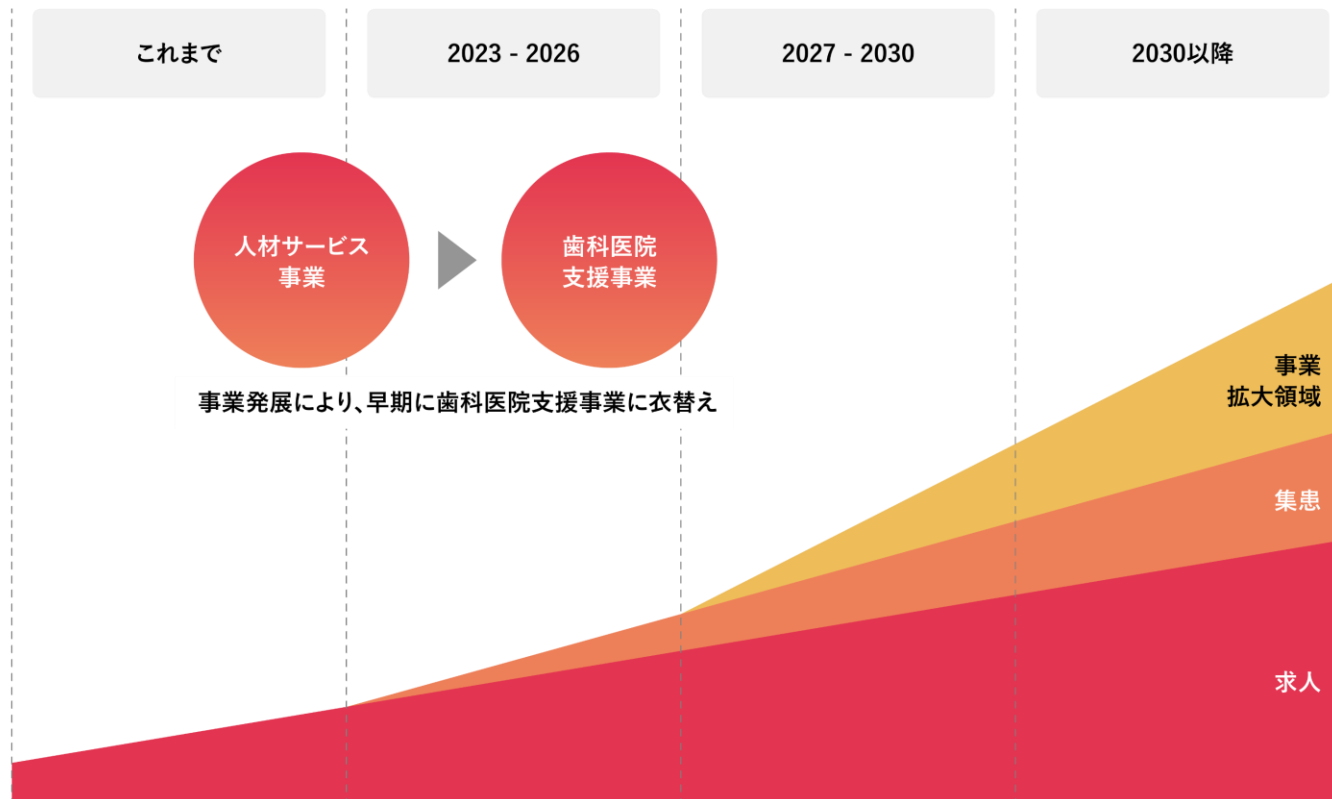 これまで
2023 - 2026
2027 - 2030
2030以降
人材サービス
事業
歯科医院
支援事業
事業発展により、早期に歯科医院支援事業に衣替え
事業
拡大領域
集患
求人